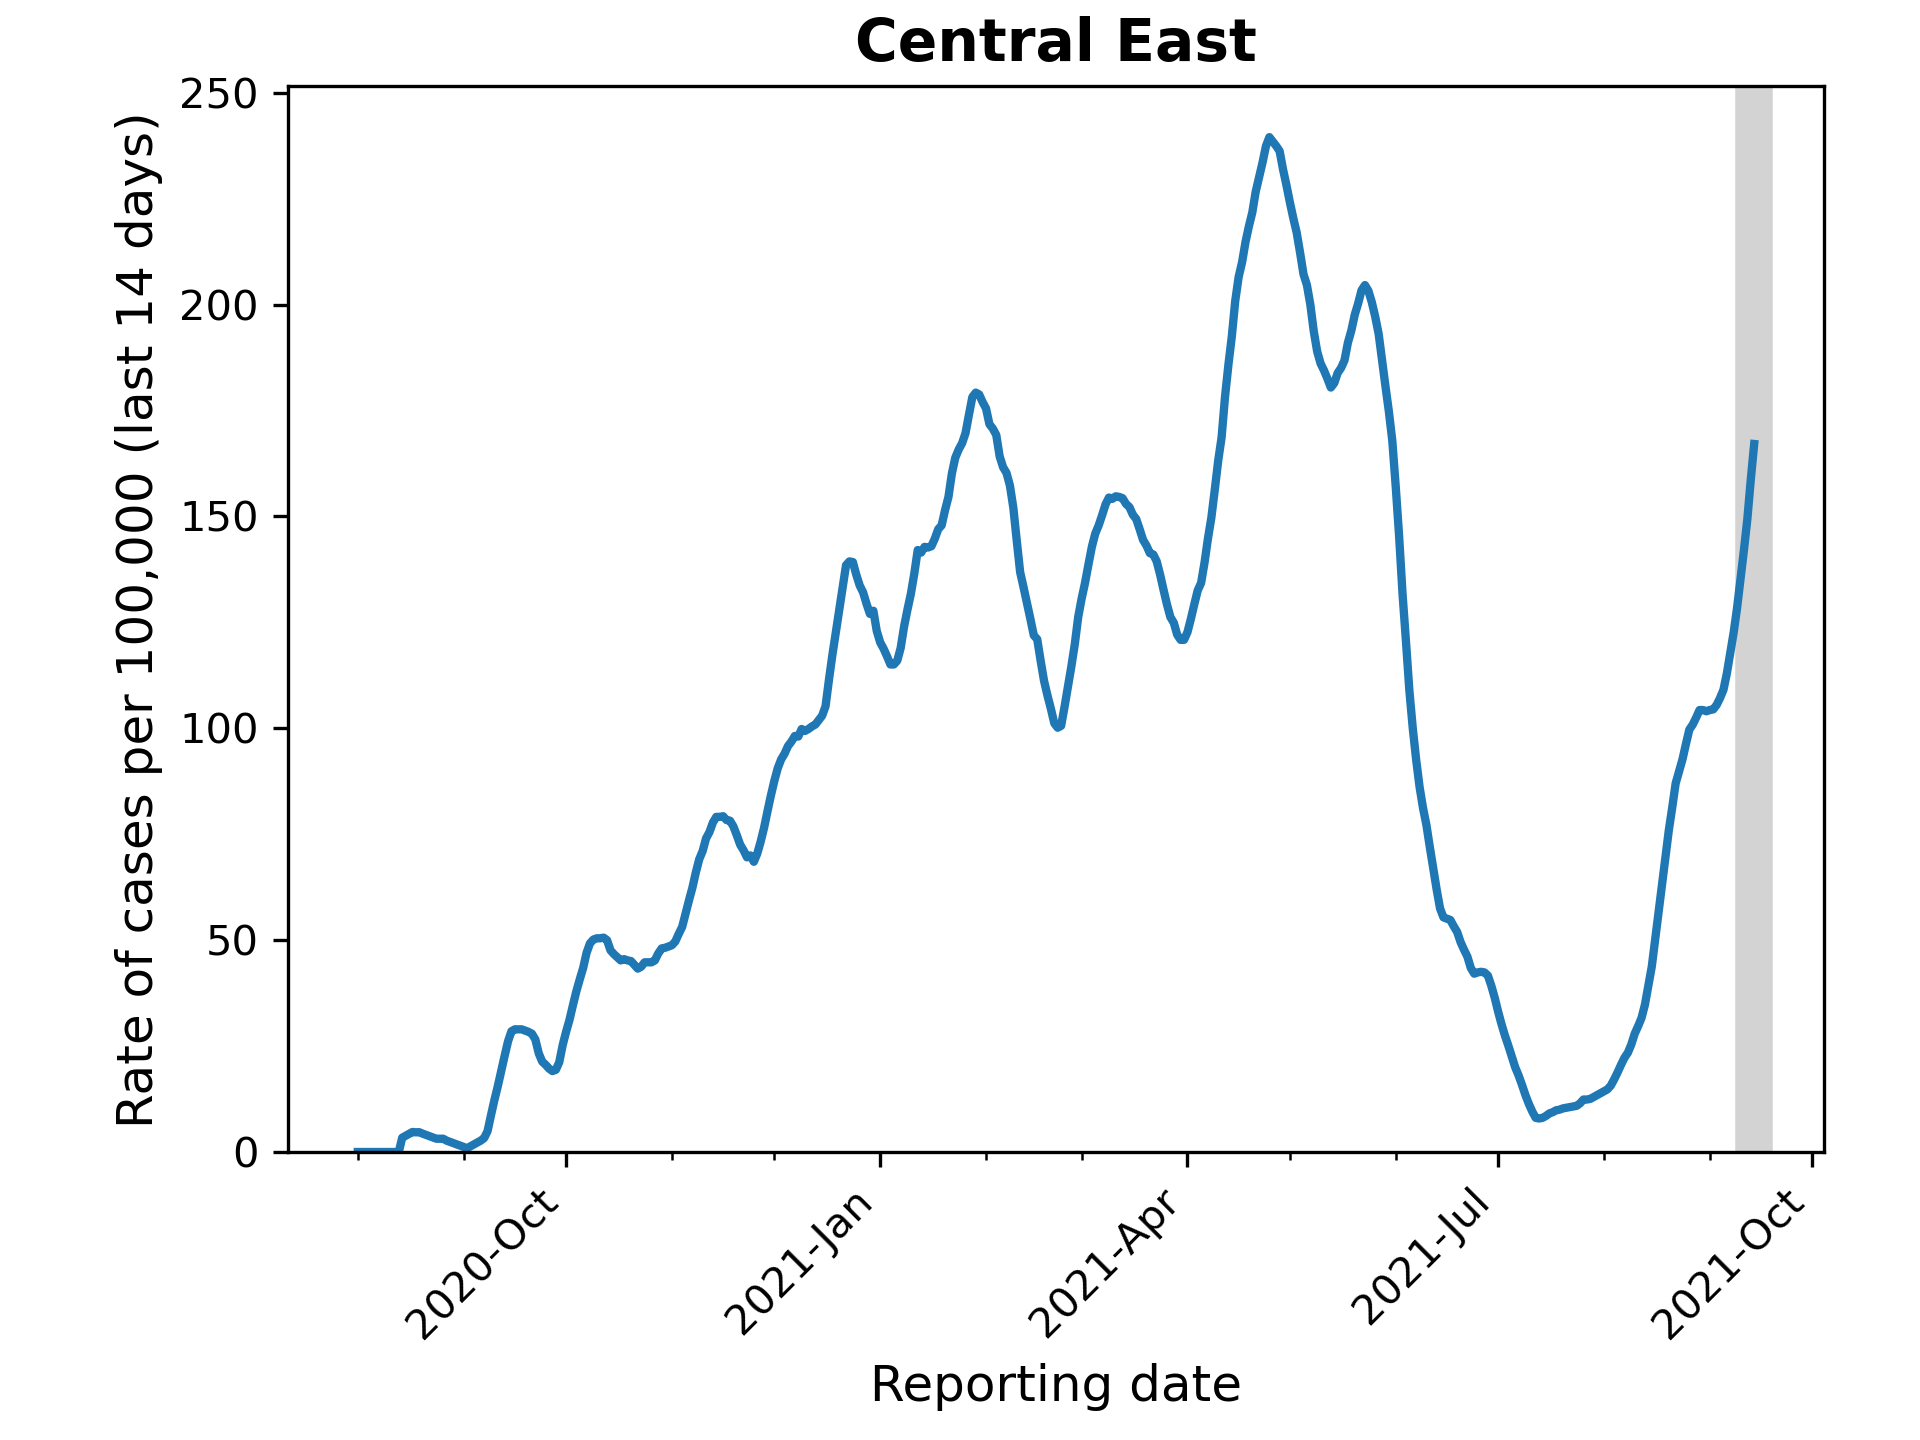 Central East
Rate of cases per 100,000 (last 14 days)
250
200
150
100
50
0
2020-Oct
2021-Jan
2021-Apr
2021-Jul
2021-Oct
Reporting date